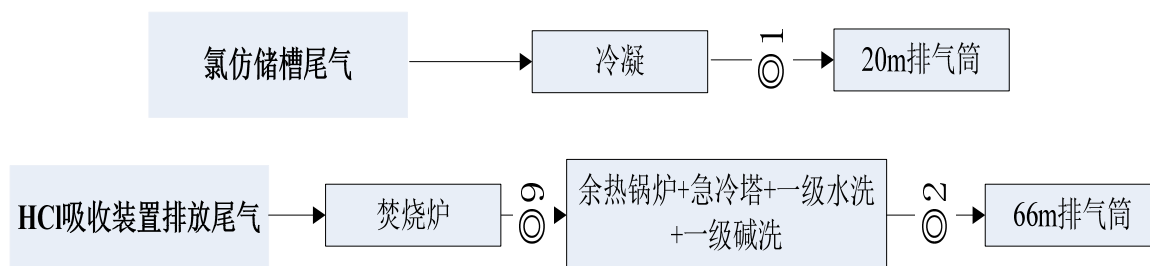 氯仿储槽尾气
冷凝
◎1
20m排气筒
HCl吸收装置排放尾气
焚烧炉
◎9
余热锅炉+急冷塔+一级水洗
+一级碱洗
◎2
66m排气筒